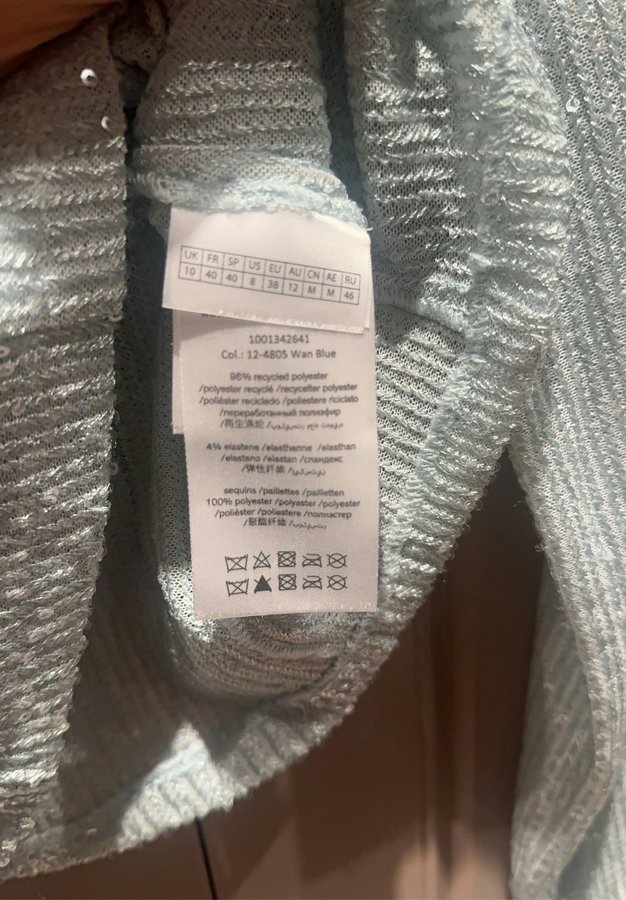 UK FR SP US EU AU CN AE RU
10 40 40 8 38 12 M M 46
1001342641
Col.: 12-4805 Wan Blue
96% recycled polyester
/polyester recyclé /recycelter polyester
/poliéster reciclado /poliestere riciclato
/переработанный полиэфир
/再生涤纶
4% elastane /élasthanne /elasthan
/elastano /elastan /спандекс
/弹性纤维
sequins /paillettes /pailletten
100% polyester /polyester /polyester
/poliéster /poliestere /полиэстер
/聚酯纤维